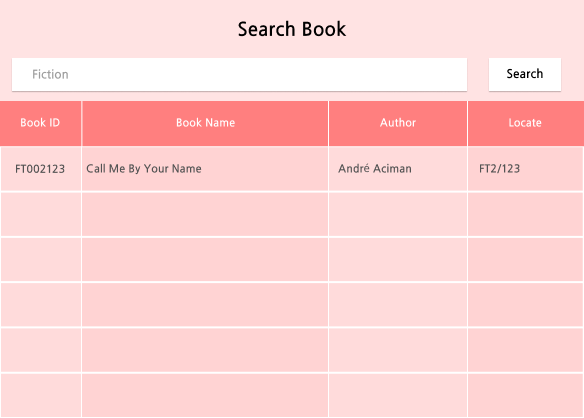 Search Book
Fiction
Search
Book ID Book Name Author Locate
FT002123 Call Me By Your Name André Aciman FT2/123